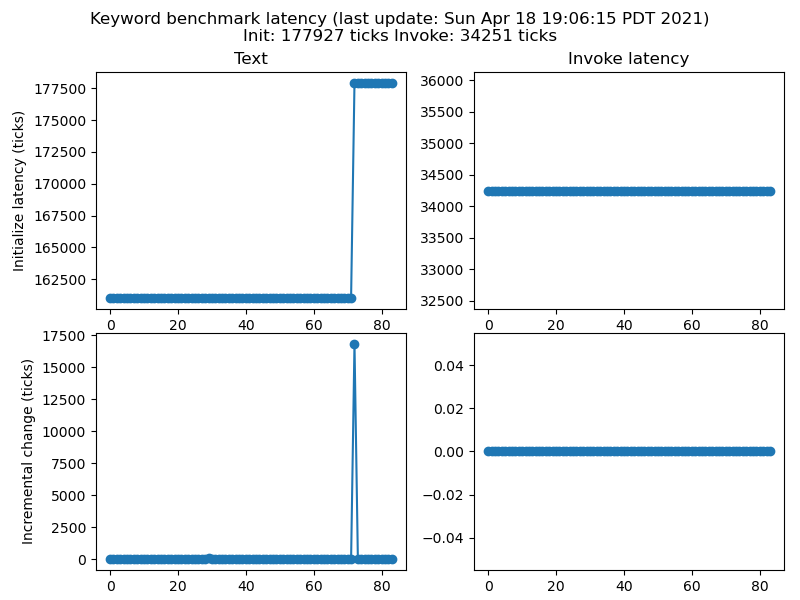 Keyword benchmark latency (last update: Sun Apr 18 19:06:15 PDT 2021)
Init: 177927 ticks Invoke: 34251 ticks
Text
Initialize latency (ticks)
177500
175000
172500
170000
167500
165000
162500
0 20 40 60 80
Invoke latency
36000
35500
35000
34500
34000
33500
33000
32500
0 20 40 60 80
Incremental change (ticks)
17500
15000
12500
10000
7500
5000
2500
0
0 20 40 60 80
0.04
0.02
0.00
−0.02
−0.04
0 20 40 60 80